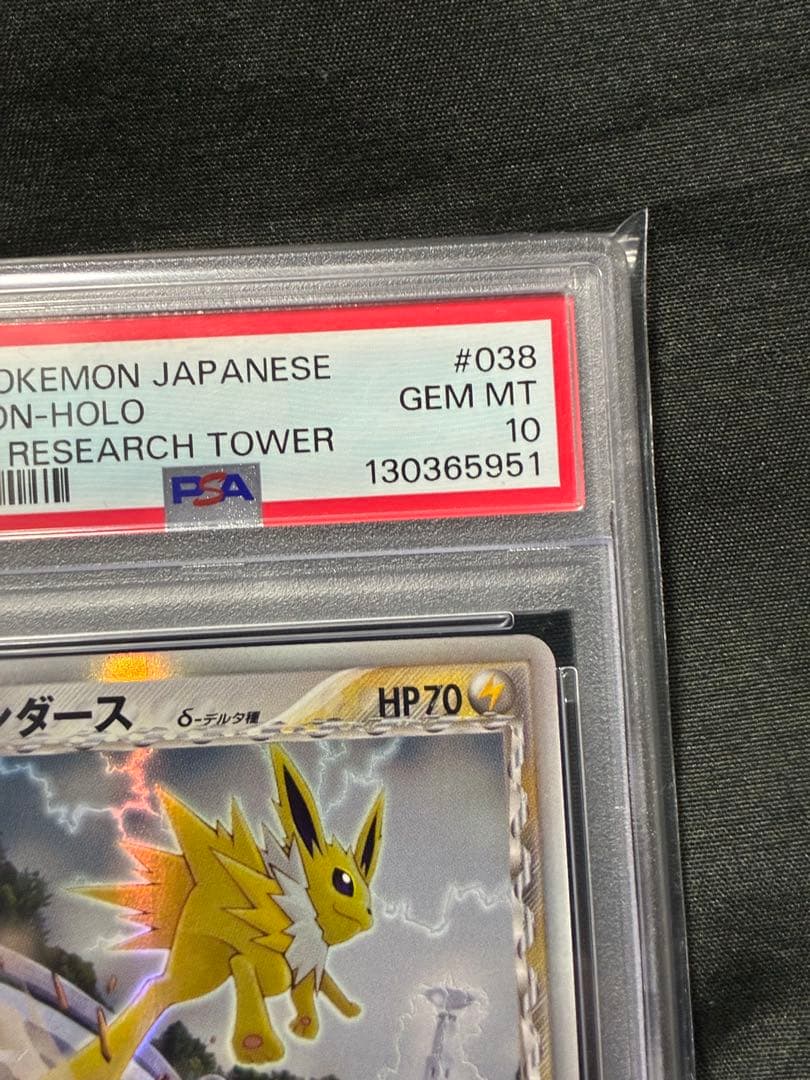 POKEMON JAPANESE #038
ON-HOLO GEM MT
RESEARCH TOWER 10
PSA 130365951
ンダース δ-デルタ種 HP70